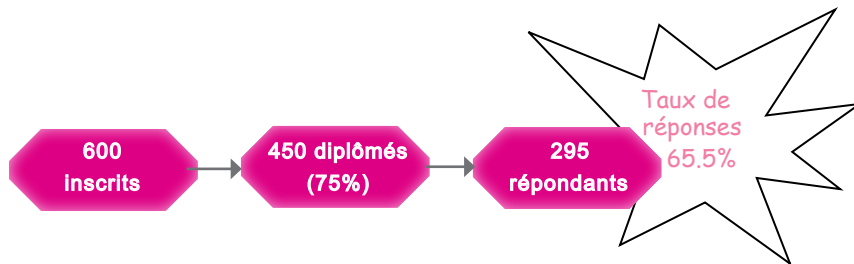 600
inscrits
450 diplômés
(75%)
295
répondants
Taux de
réponses
65.5%